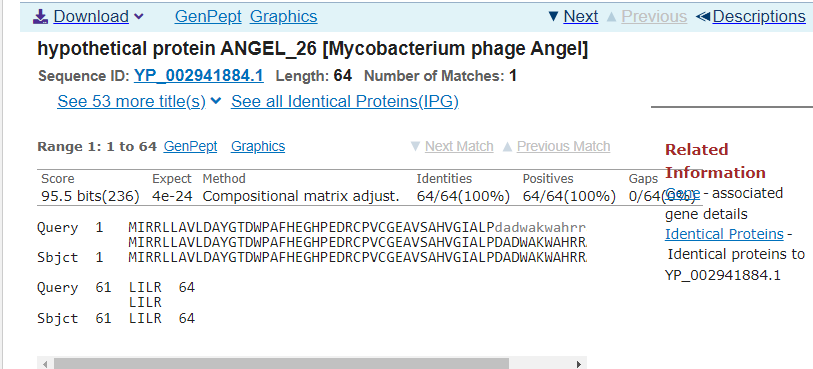 Download GenPept Graphics Next Previous Descriptions
hypothetical protein ANGEL_26 [Mycobacterium phage Angel]
Sequence ID: YP_002941884.1 Length: 64 Number of Matches: 1
See 53 more title(s) See all Identical Proteins(IPG)
Range 1: 1 to 64 GenPept Graphics Next Match Previous Match
Score Expect Method Identities Positives Gaps
95.5 bits(236) 4e-24 Compositional matrix adjust. 64/64(100%) 64/64(100%) 0/64(0%)
Query 1 MIRRLLAVLDAYGTDWPAFHEGHPEDRCPVCGEAVSAHVGIALPdadwakwahrr
MIRRLLAVLDAYGTDWPAFHEGHPEDRCPVCGEAVSAHVGIALPDADWAKWAHRR
Sbjct 1 MIRRLLAVLDAYGTDWPAFHEGHPEDRCPVCGEAVSAHVGIALPDADWAKWAHRR
Query 61 LILR 64
LILR
Sbjct 61 LILR 64
Related
Information
Gene - associated
gene details
Identical Proteins -
Identical proteins to
YP_002941884.1